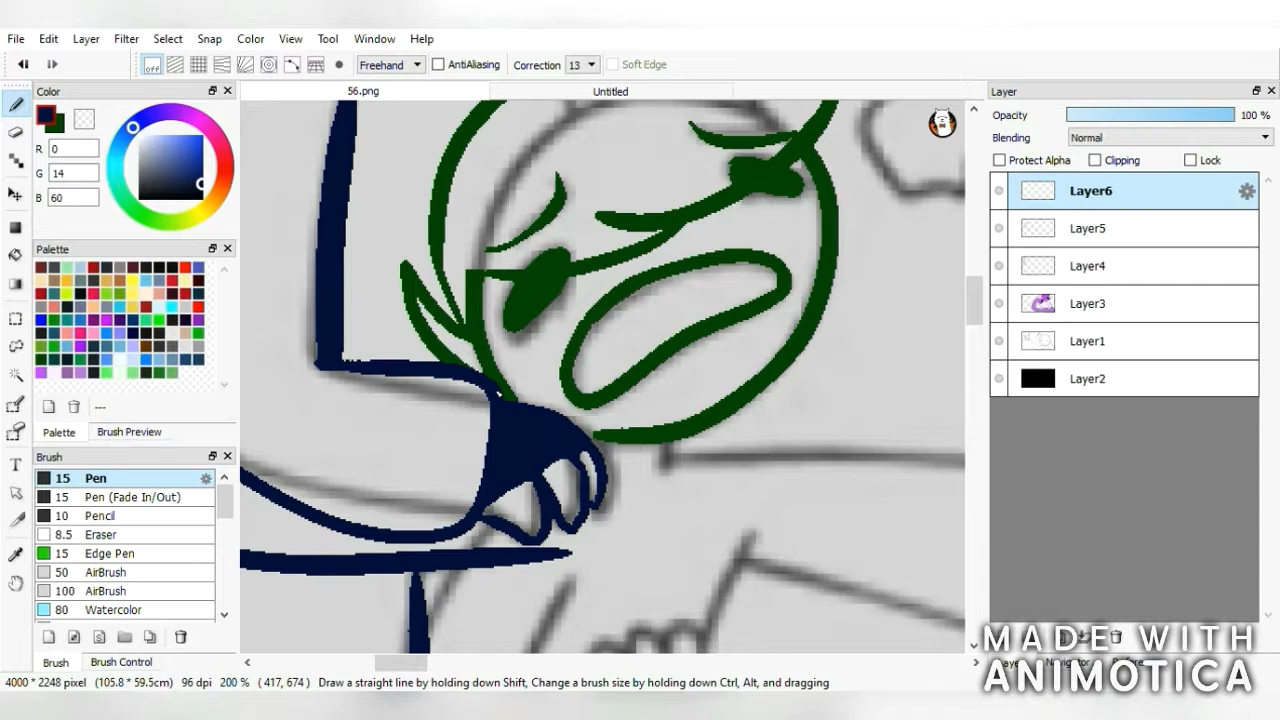 File Edit Layer Filter Select Snap Color View Tool Window Help
off Freehand AntiAliasing Correction 13 Soft Edge
Color
56.png Untitled
Layer
R 0
G 14
B 60
Opacity 100 %
Blending Normal
Protect Alpha Clipping Lock
Layer6
Layer5
Layer4
Layer3
Layer1
Layer2
Palette
---
Palette Brush Preview
Brush
15 Pen
15 Pen (Fade In/Out)
10 Pencil
8.5 Eraser
15 Edge Pen
50 AirBrush
100 AirBrush
80 Watercolor
Brush Brush Control
MADE WITH
ANIMOTICA
4000 * 2248 pixel (105.8 * 59.5cm) 96 dpi 200 % ( 417, 674 ) Draw a straight line by holding down Shift, Change a brush size by holding down Ctrl, Alt, and dragging